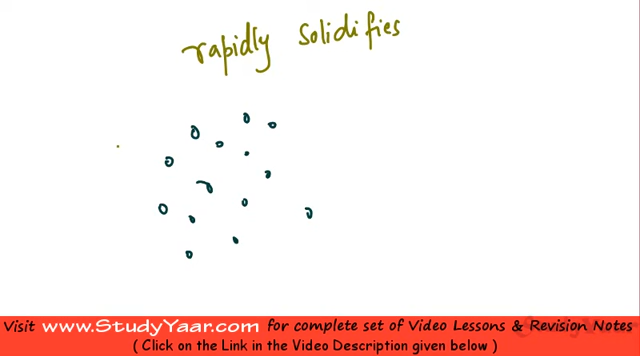 rapidly solidifies
Visit www.StudyYaar.com for complete set of Video Lessons & Revision Notes
( Click on the Link in the Video Description given below )